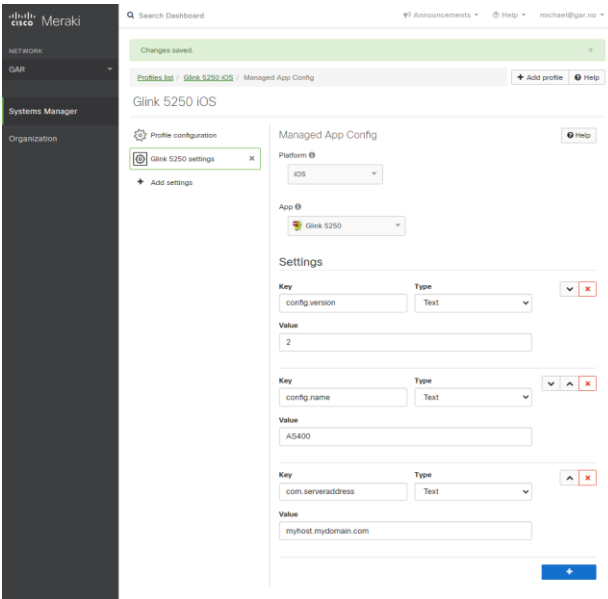 cisco Meraki
Search Dashboard
Announcements
Help
michael@gar.no
NETWORK
GAR
Systems Manager
Organization
Changes saved.
×
Profiles list / Glink 5250 iOS / Managed App Config
+ Add profile
Help
Glink 5250 iOS
Profile configuration
Glink 5250 settings
+ Add settings
Managed App Config
Help
Platform
iOS
App
Glink 5250
Settings
Key Type
config.version Text
Value
2
Key Type
config.name Text
Value
AS400
Key Type
com.serveraddress Text
Value
myhost.mydomain.com
+